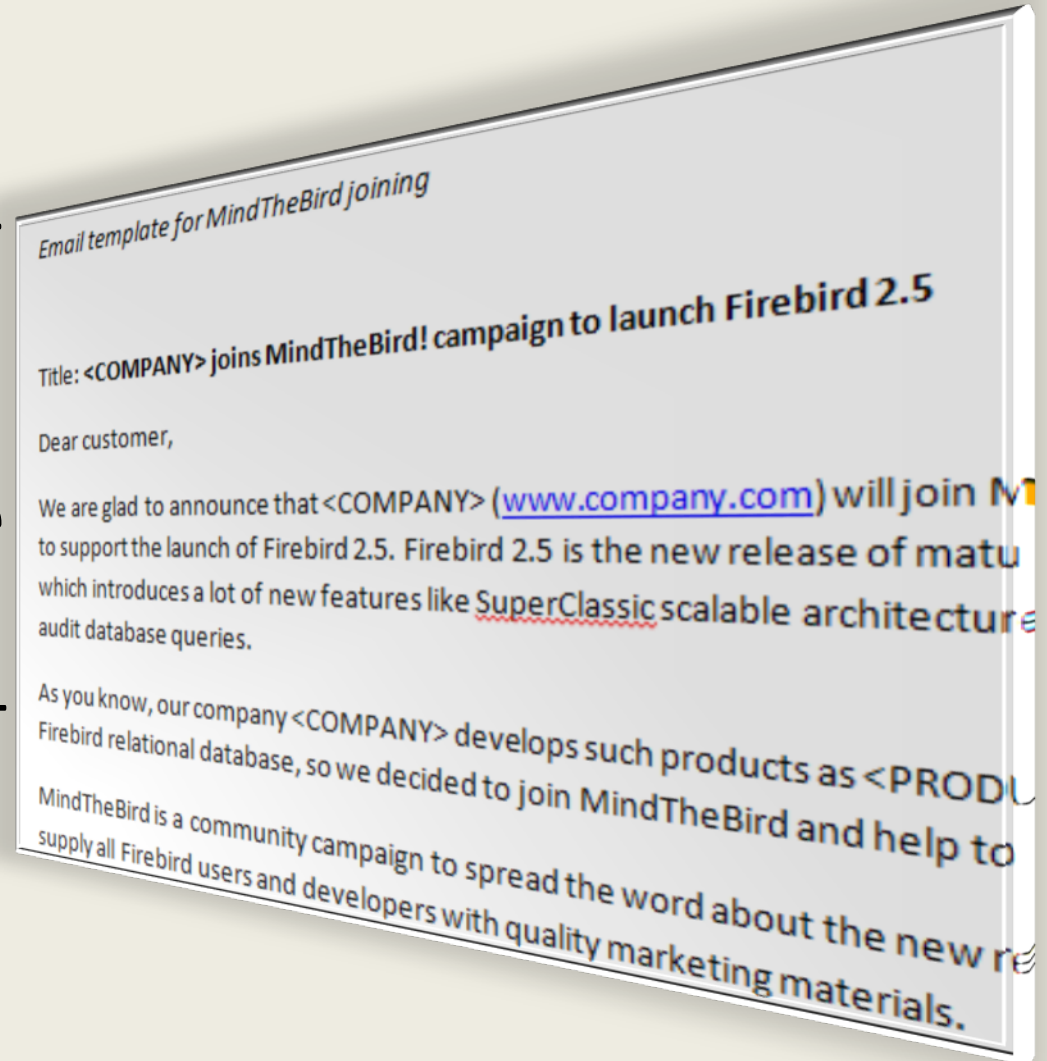 Email template for MindTheBird joining
Title: <COMPANY> joins MindTheBird! campaign to launch Firebird 2.5
Dear customer,
We are glad to announce that <COMPANY> (www.company.com) will join
to support the launch of Firebird 2.5. Firebird 2.5 is the new release of matu
which introduces a lot of new features like SuperClassic scalable architecture
audit database queries.
As you know, our company <COMPANY> develops such products as <PRODU
Firebird relational database, so we decided to join MindTheBird and help to
MindTheBird is a community campaign to spread the word about the new re
supply all Firebird users and developers with quality marketing materials.